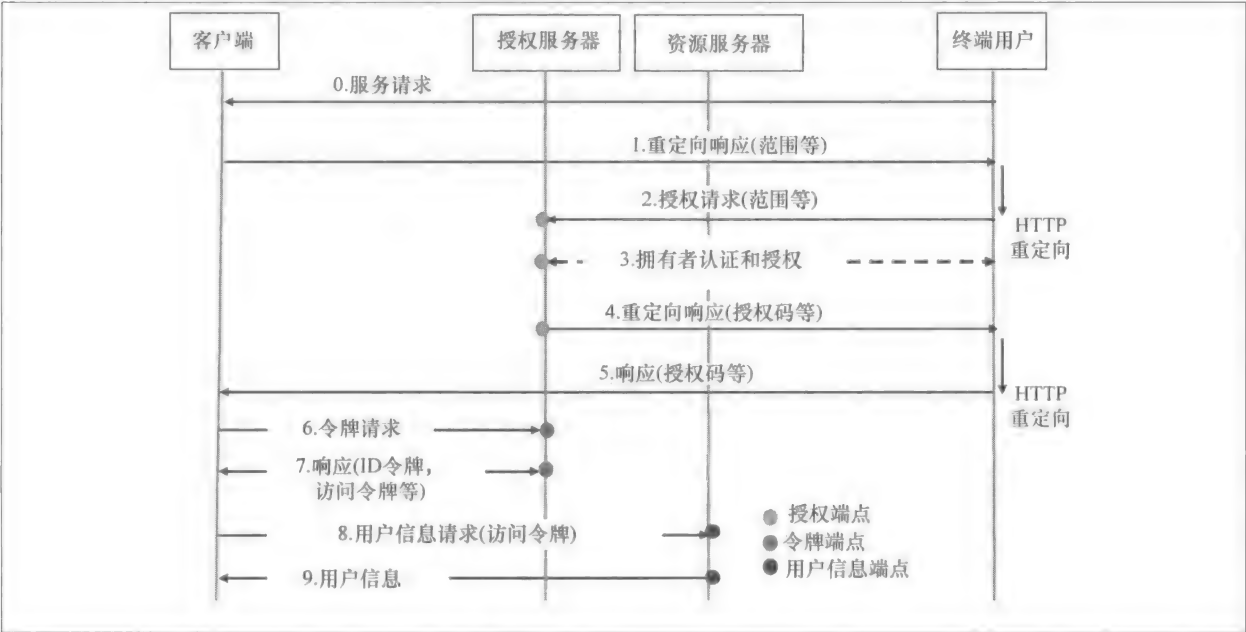 客户端
授权服务器
资源服务器
终端用户
0.服务请求
1.重定向响应(范围等)
2.授权请求(范围等)
HTTP
重定向
3.拥有者认证和授权
4.重定向响应(授权码等)
5.响应(授权码等)
HTTP
重定向
6.令牌请求
7.响应(ID令牌,
访问令牌等)
8.用户信息请求(访问令牌)
9.用户信息
授权端点
令牌端点
用户信息端点